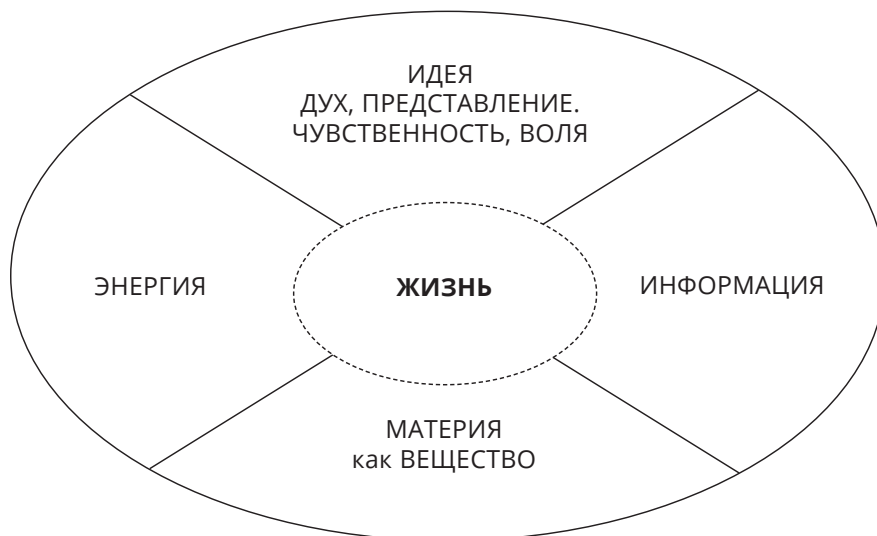 ИДЕЯ
ДУХ, ПРЕДСТАВЛЕНИЕ.
ЧУВСТВЕННОСТЬ, ВОЛЯ
ЭНЕРГИЯ
ЖИЗНЬ
ИНФОРМАЦИЯ
МАТЕРИЯ
как ВЕЩЕСТВО